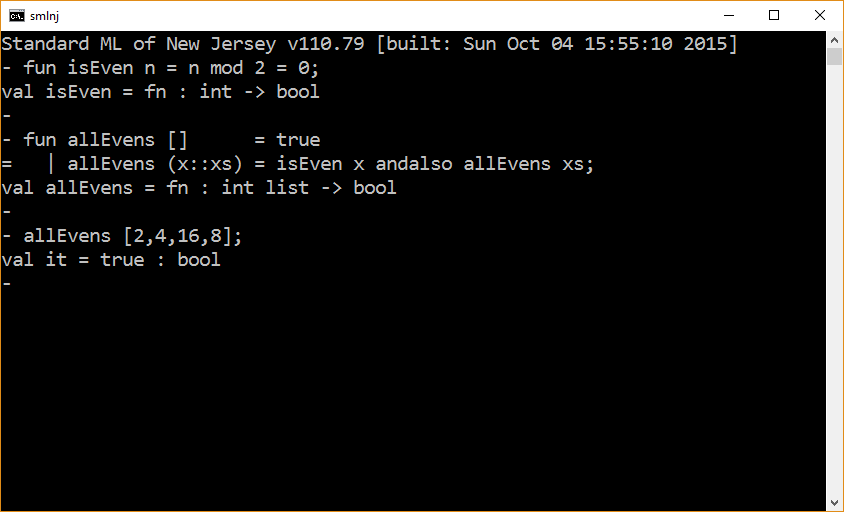 smlnj
Standard ML of New Jersey v110.79 [built: Sun Oct 04 15:55:10 2015]
- fun isEven n = n mod 2 = 0;
val isEven = fn : int -> bool
-
- fun allEvens []      = true
=   | allEvens (x::xs) = isEven x andalso allEvens xs;
val allEvens = fn : int list -> bool
-
- allEvens [2,4,16,8];
val it = true : bool
-